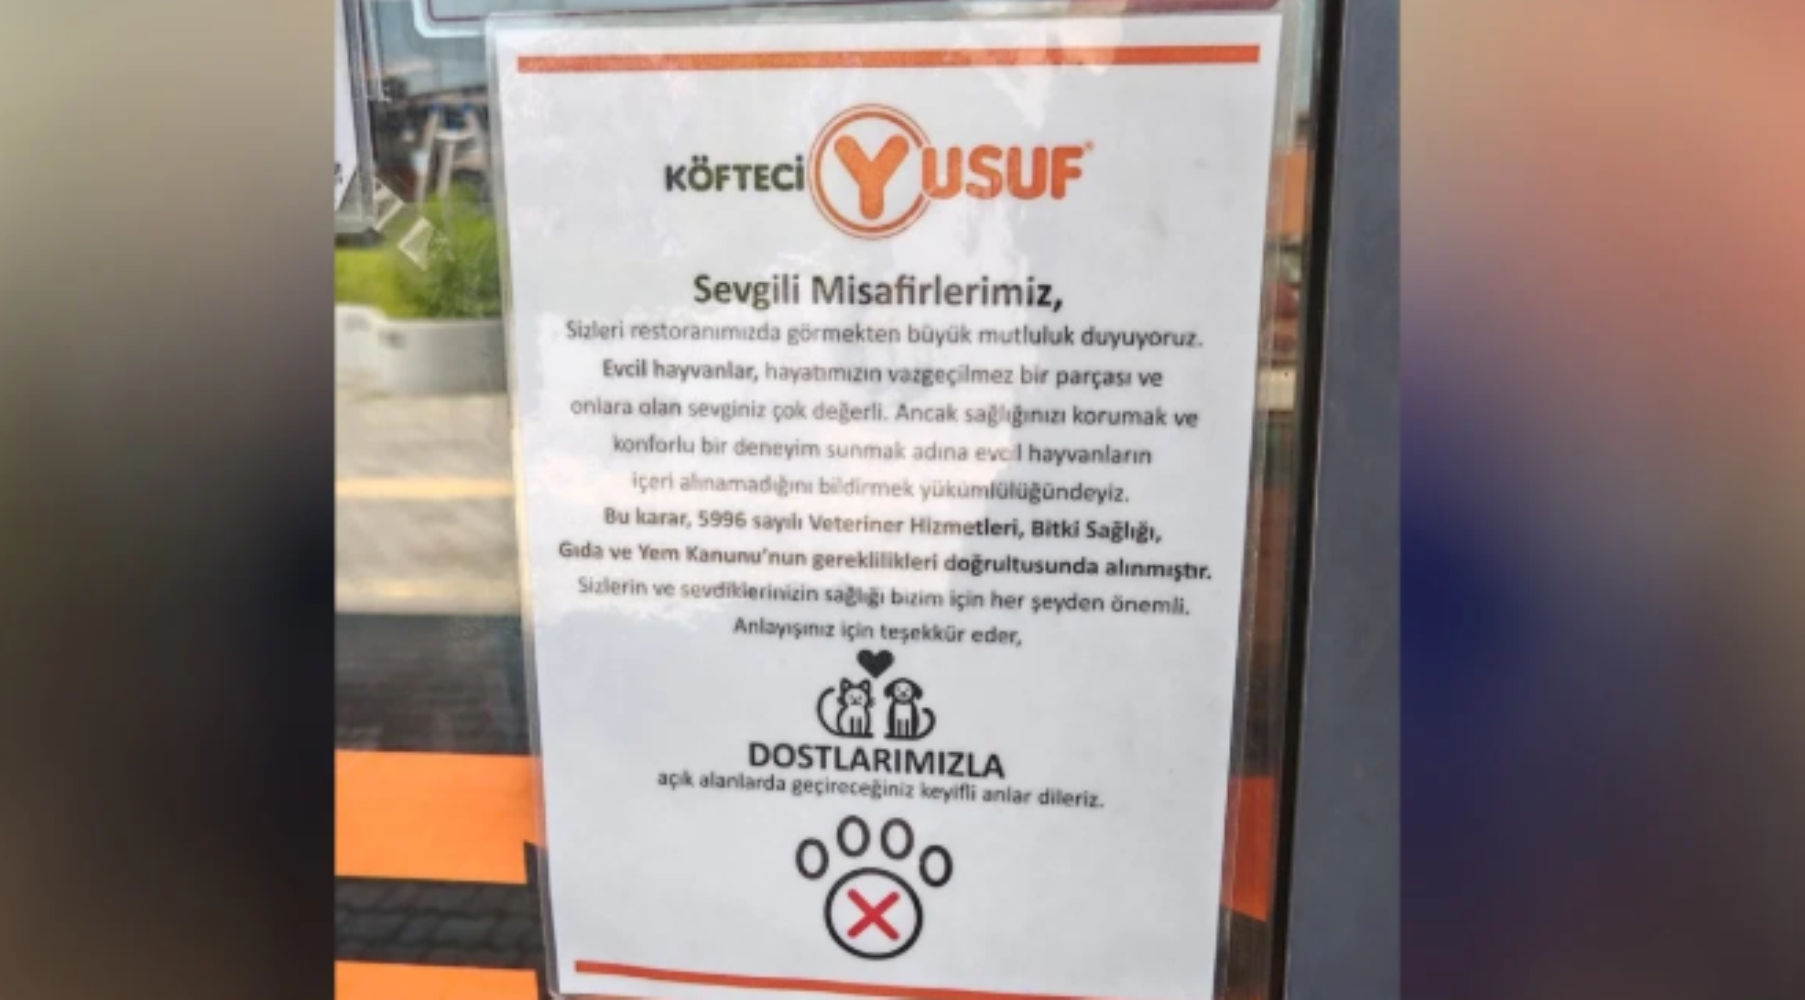 KÖFTECİ YUSUF®
Sevgili Misafirlerimiz,
Sizleri restoranımızda görmekten büyük mutluluk duyuyoruz.
Evcil hayvanlar, hayatımızın vazgeçilmez bir parçası ve
onlara olan sevginiz çok değerli. Ancak sağlığınızı korumak ve
konforlu bir deneyim sunmak adına evcil hayvanların
içeri alınamadığını bildirmek yükümlülüğündeyiz.
Bu karar, 5996 sayılı Veteriner Hizmetleri, Bitki Sağlığı,
Gıda ve Yem Kanunu'nun gereklilikleri doğrultusunda alınmıştır.
Sizlerin ve sevdiklerinizin sağlığı bizim için her şeyden önemli.
Anlayışınız için teşekkür eder,
DOSTLARIMIZLA
açık alanlarda geçireceğiniz keyifli anlar dileriz.